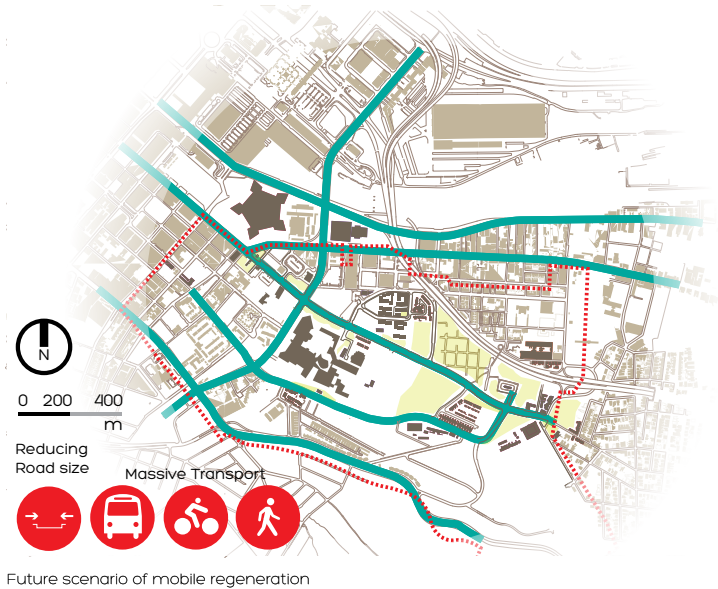 N
0 200 400
m
Reducing
Road size
Massive Transport
Future scenario of mobile regeneration